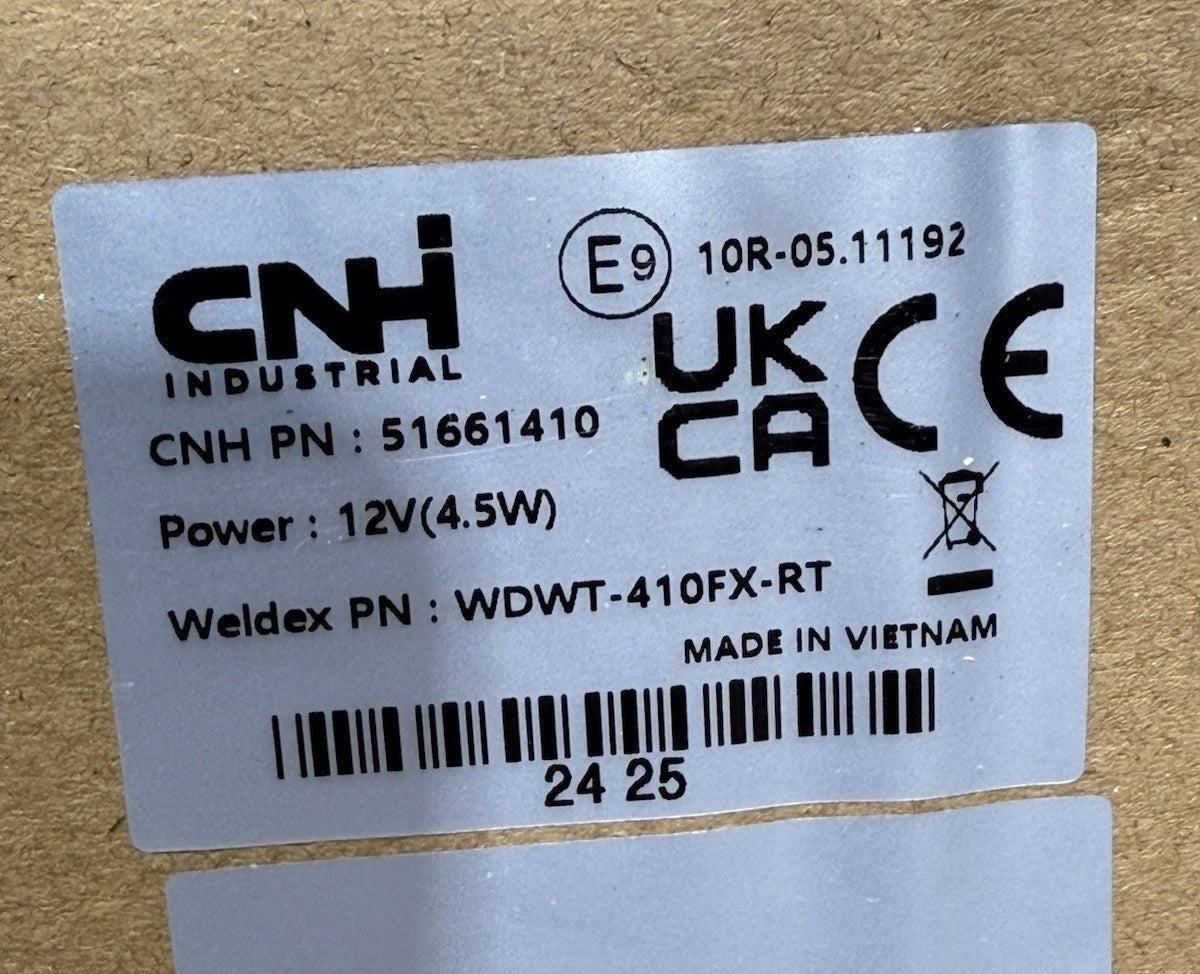 CNH
INDUSTRIAL
E9 10R-05.11192
UK
CA
CE
CNH PN : 51661410
Power : 12V(4.5W)
Weldex PN : WDWT-410FX-RT
MADE IN VIETNAM
24 25